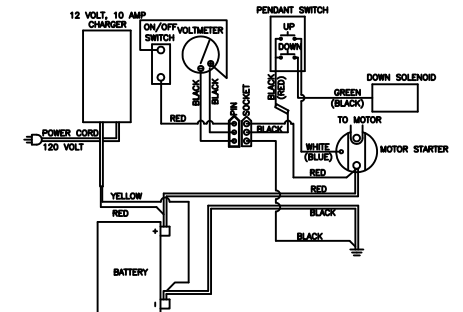 PENDANT SWITCH
12 VOLT, 10 AMP
CHARGER
ON/OFF
SWITCH
VOLTMETER
UP
DOWN
DOWN SOLENOID
BLACK
BLACK
BLACK
(RED)
GREEN
(BLACK)
PIN
SOCKET
RED
BLACK
TO MOTOR
POWER CORD
120 VOLT
WHITE
(BLUE)
MOTOR STARTER
RED
RED
YELLOW
RED
BLACK
BLACK
+
BATTERY
-